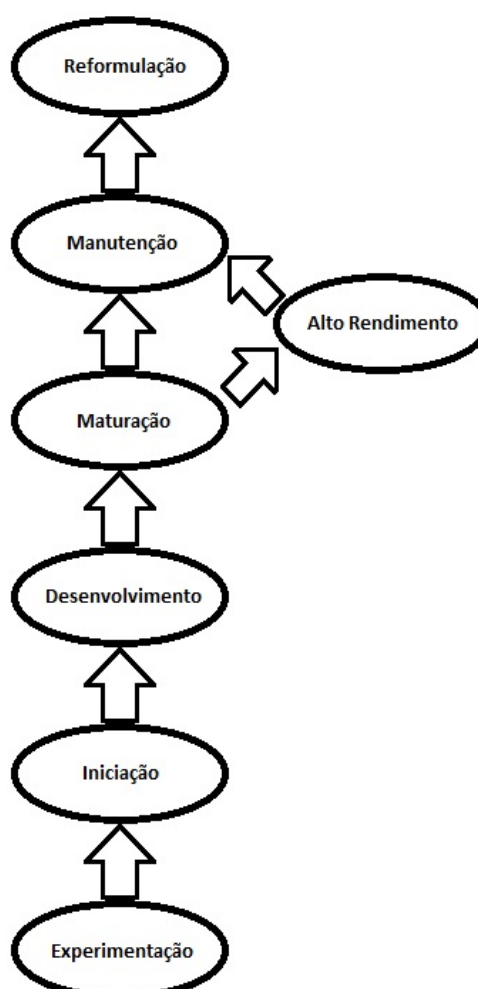 Reformulação
Manutenção
Alto Rendimento
Maturação
Desenvolvimento
Iniciação
Experimentação